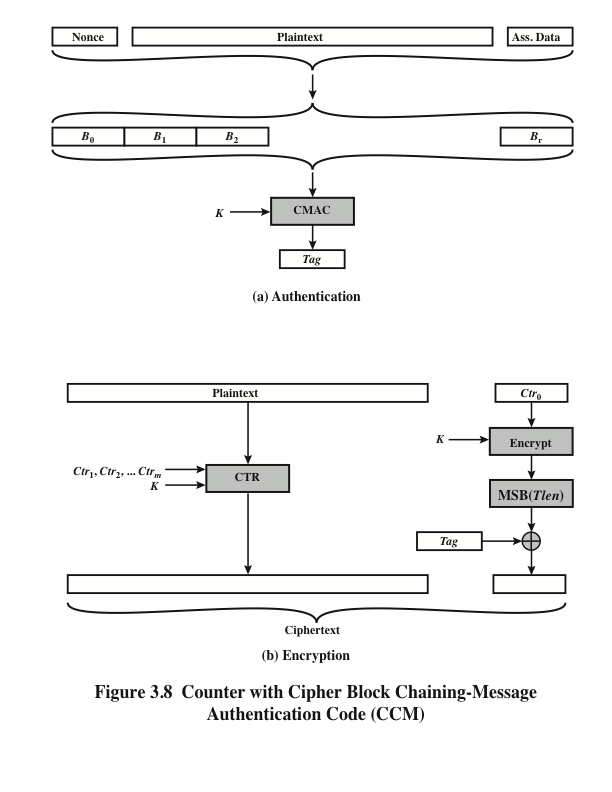 Nonce Plaintext Ass. Data
B0 B1 B2 Br
K CMAC
Tag
(a) Authentication
Plaintext Ctr0
K Encrypt
Ctr1, Ctr2, ... Ctrm
K
CTR
MSB(Tlen)
Tag
Ciphertext
(b) Encryption
Figure 3.8 Counter with Cipher Block Chaining-Message
Authentication Code (CCM)